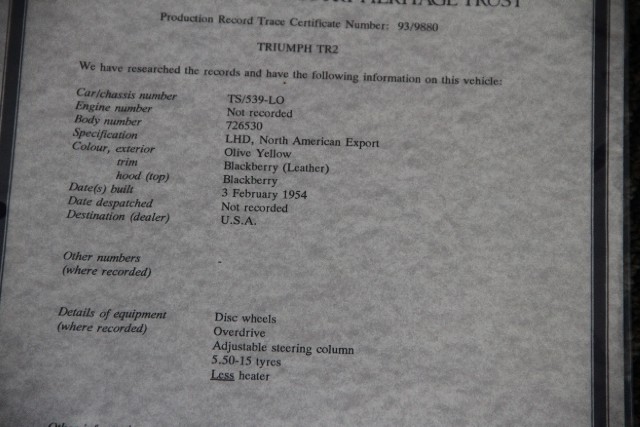 HERITAGE TRUST
Production Record Trace Certificate Number: 93/9880
TRIUMPH TR2
We have researched the records and have the following information on this vehicle:
Car/chassis number TS/539-LO
Engine number Not recorded
Body number 726530
Specification LHD, North American Export
Colour, exterior Olive Yellow
trim Blackberry (Leather)
hood (top) Blackberry
Date(s) built 3 February 1954
Date despatched Not recorded
Destination (dealer) U.S.A.
Other numbers
(where recorded)
Details of equipment Disc wheels
(where recorded) Overdrive
Adjustable steering column
5.50-15 tyres
Less heater